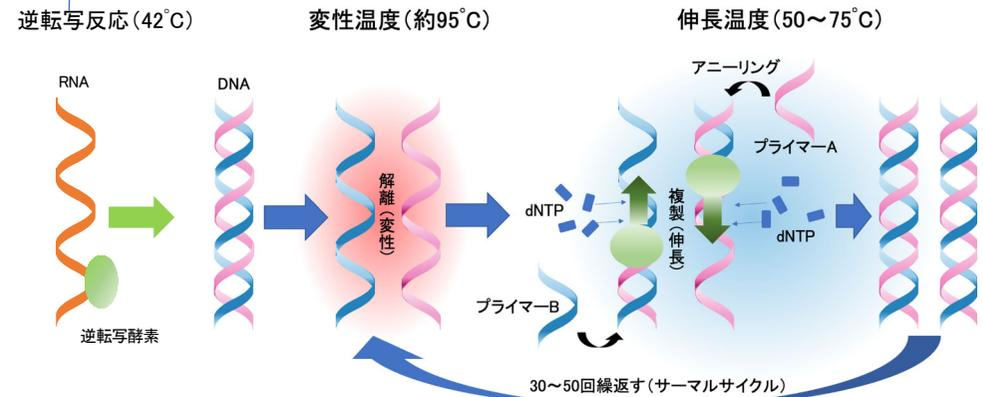 逆転写反応（42℃）
変性温度（約95℃）
伸長温度（50～75℃）
RNA
DNA
逆転写酵素
解離（変性）
アニーリング
プライマーA
dNTP
複製（伸長）
dNTP
プライマーB
30～50回繰返す（サーマルサイクル）